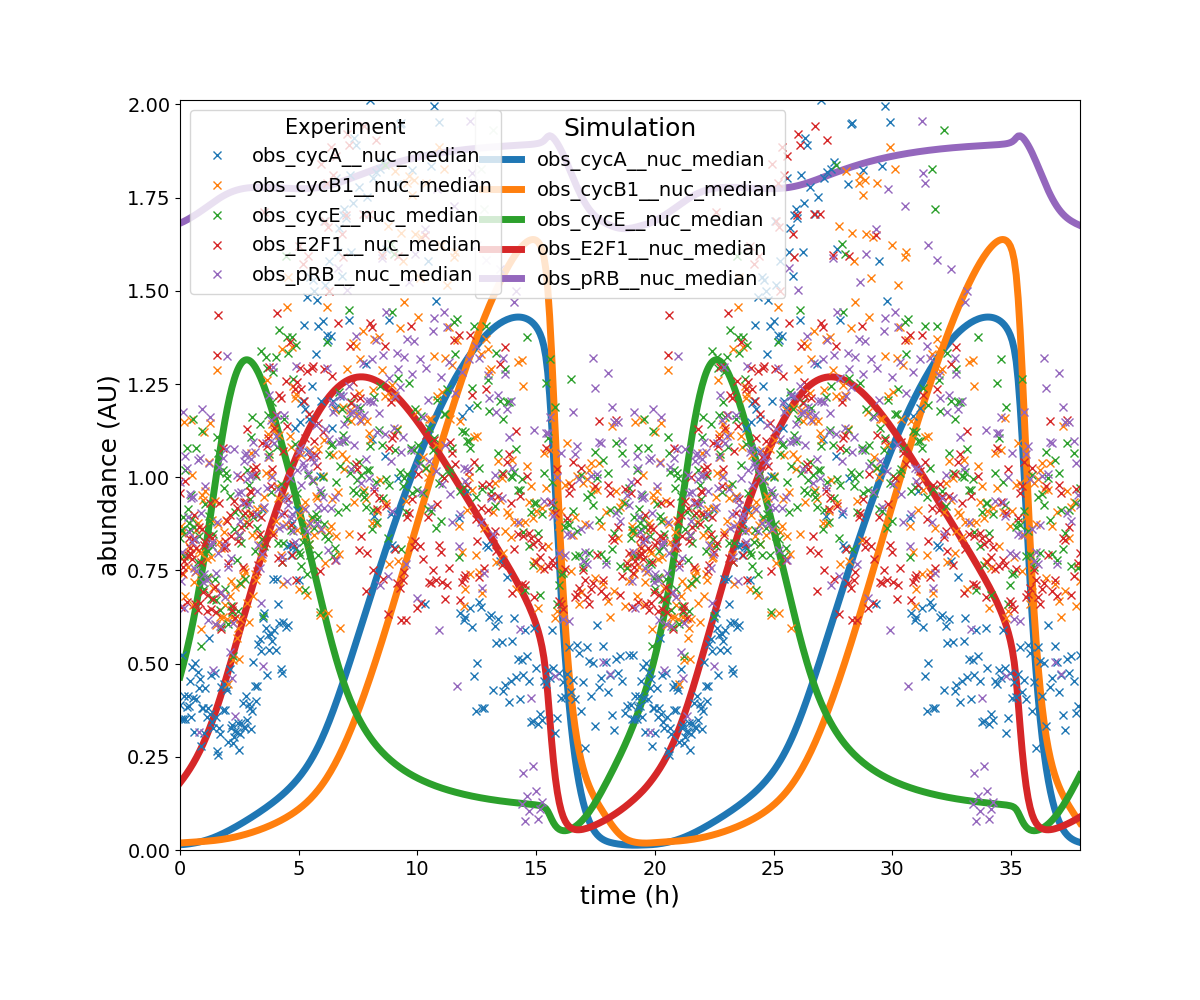 Experiment
obs_cycA__nuc_median
obs_cycB1__nuc_median
obs_cycE__nuc_median
obs_E2F1__nuc_median
obs_pRB__nuc_median
Simulation
obs_cycA__nuc_median
obs_cycB1__nuc_median
obs_cycE__nuc_median
obs_E2F1__nuc_median
obs_pRB__nuc_median
abundance (AU)
2.00
1.75
1.50
1.25
1.00
0.75
0.50
0.25
0.00
0 5 10 15 20 25 30 35
time (h)